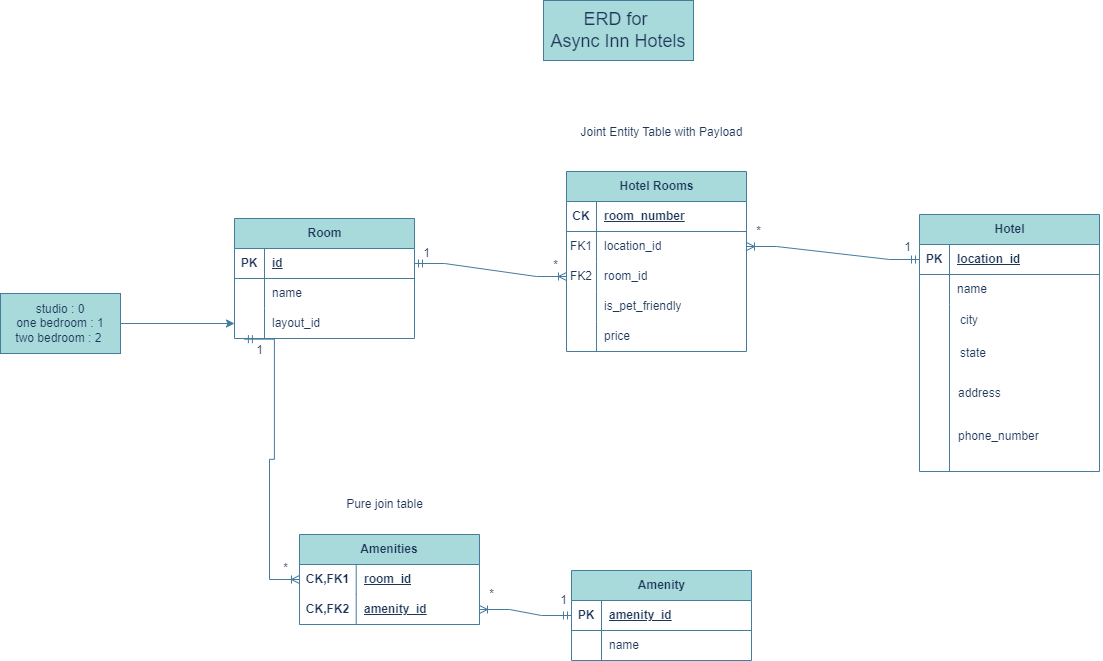 ERD for
Async Inn Hotels
Joint Entity Table with Payload
Hotel Rooms
CK room_number
FK1 location_id
FK2 room_id
is_pet_friendly
price
*
*
Room
PK id
name
layout_id
1
1
studio : 0
one bedroom : 1
two bedroom : 2
Hotel
PK location_id
name
city
state
address
phone_number
1
Pure join table
Amenities
CK,FK1 room_id
CK,FK2 amenity_id
*
*
Amenity
PK amenity_id
name
1